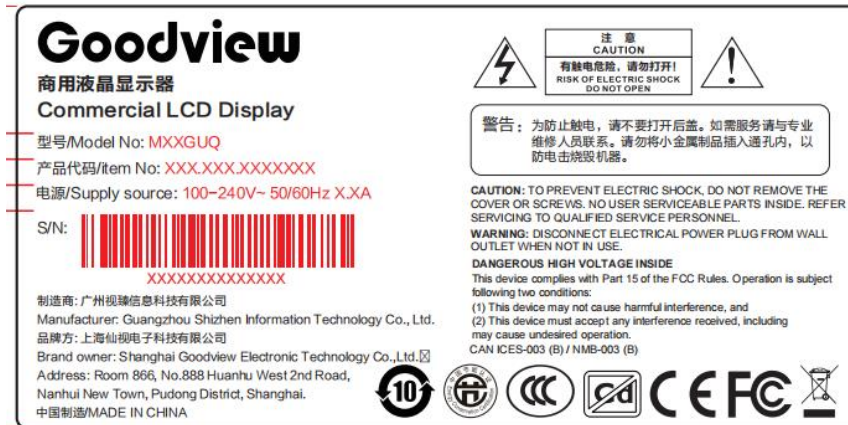 Goodview
商用液晶显示器
Commercial LCD Display
型号/Model No: MXXGUQ
产品代码/item No: XXX.XXX.XXXXXXX
电源/Supply source: 100-240V~ 50/60Hz X.XA
S/N:
XXXXXXXXXXXXXX
制造商: 广州视臻信息科技有限公司
Manufacturer: Guangzhou Shizhen Information Technology Co., Ltd.
品牌方: 上海仙视电子科技有限公司
Brand owner: Shanghai Goodview Electronic Technology Co.,Ltd.
Address: Room 866, No.888 Huanhu West 2nd Road,
Nanhui New Town, Pudong District, Shanghai.
中国制造/MADE IN CHINA
注 意
CAUTION
有触电危险，请勿打开!
RISK OF ELECTRIC SHOCK
DO NOT OPEN
警告: 为防止触电，请不要打开后盖。如需服务请与专业
维修人员联系。请勿将小金属制品插入通孔内，以
防电击烧毁机器。
CAUTION: TO PREVENT ELECTRIC SHOCK, DO NOT REMOVE THE
COVER OR SCREWS. NO USER SERVICEABLE PARTS INSIDE. REFER
SERVICING TO QUALIFIED SERVICE PERSONNEL.
WARNING: DISCONNECT ELECTRICAL POWER PLUG FROM WALL
OUTLET WHEN NOT IN USE.
DANGEROUS HIGH VOLTAGE INSIDE
This device complies with Part 15 of the FCC Rules. Operation is subject
following two conditions:
(1) This device may not cause harmful interference, and
(2) This device must accept any interference received, including
may cause undesired operation.
CAN ICES-003 (B) / NMB-003 (B)
10
CCC
Gd
CE
FC